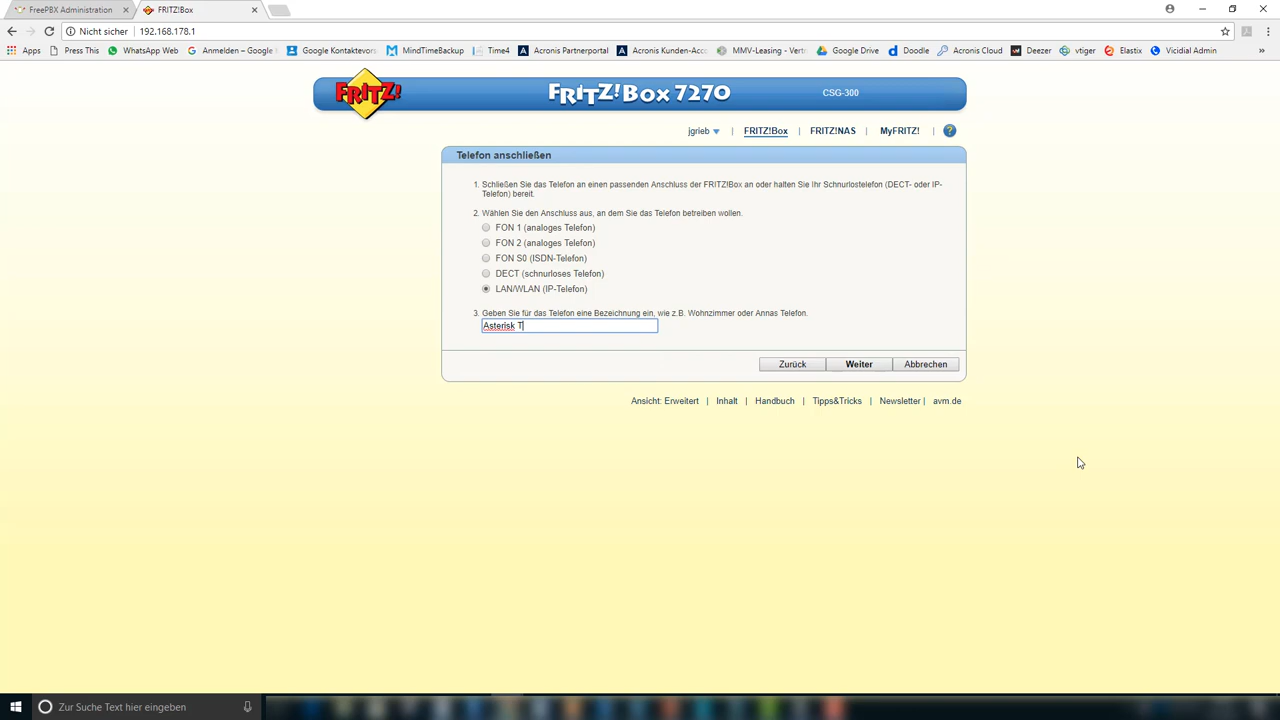 FreePBX Administration
FRITZ!Box
Nicht sicher | 192.168.178.1
Apps Press This WhatsApp Web Anmelden – Google Google Kontaktevors MindTimeBackup Time4 Acronis Partnerportal Acronis Kunden-Acc MMV-Leasing - Vertr Google Drive Doodle Acronis Cloud Deezer vtiger Elastix Vicidial Admin »
FRITZ!
FRITZ!Box 7270
CSG-300
jgrieb | FRITZ!Box | FRITZ!NAS MyFRITZ! | ?
Telefon anschließen
1. Schließen Sie das Telefon an einen passenden Anschluss der FRITZ!Box an oder halten Sie Ihr Schnurlostelefon (DECT- oder IP-
Telefon) bereit.
2. Wählen Sie den Anschluss aus, an dem Sie das Telefon betreiben wollen.
FON 1 (analoges Telefon)
FON 2 (analoges Telefon)
FON S0 (ISDN-Telefon)
DECT (schnurloses Telefon)
LAN/WLAN (IP-Telefon)
3. Geben Sie für das Telefon eine Bezeichnung ein, wie z.B. Wohnzimmer oder Annas Telefon.
Asterisk T
Zurück Weiter Abbrechen
Ansicht: Erweitert | Inhalt | Handbuch | Tipps&Tricks | Newsletter | avm.de
Zur Suche Text hier eingeben